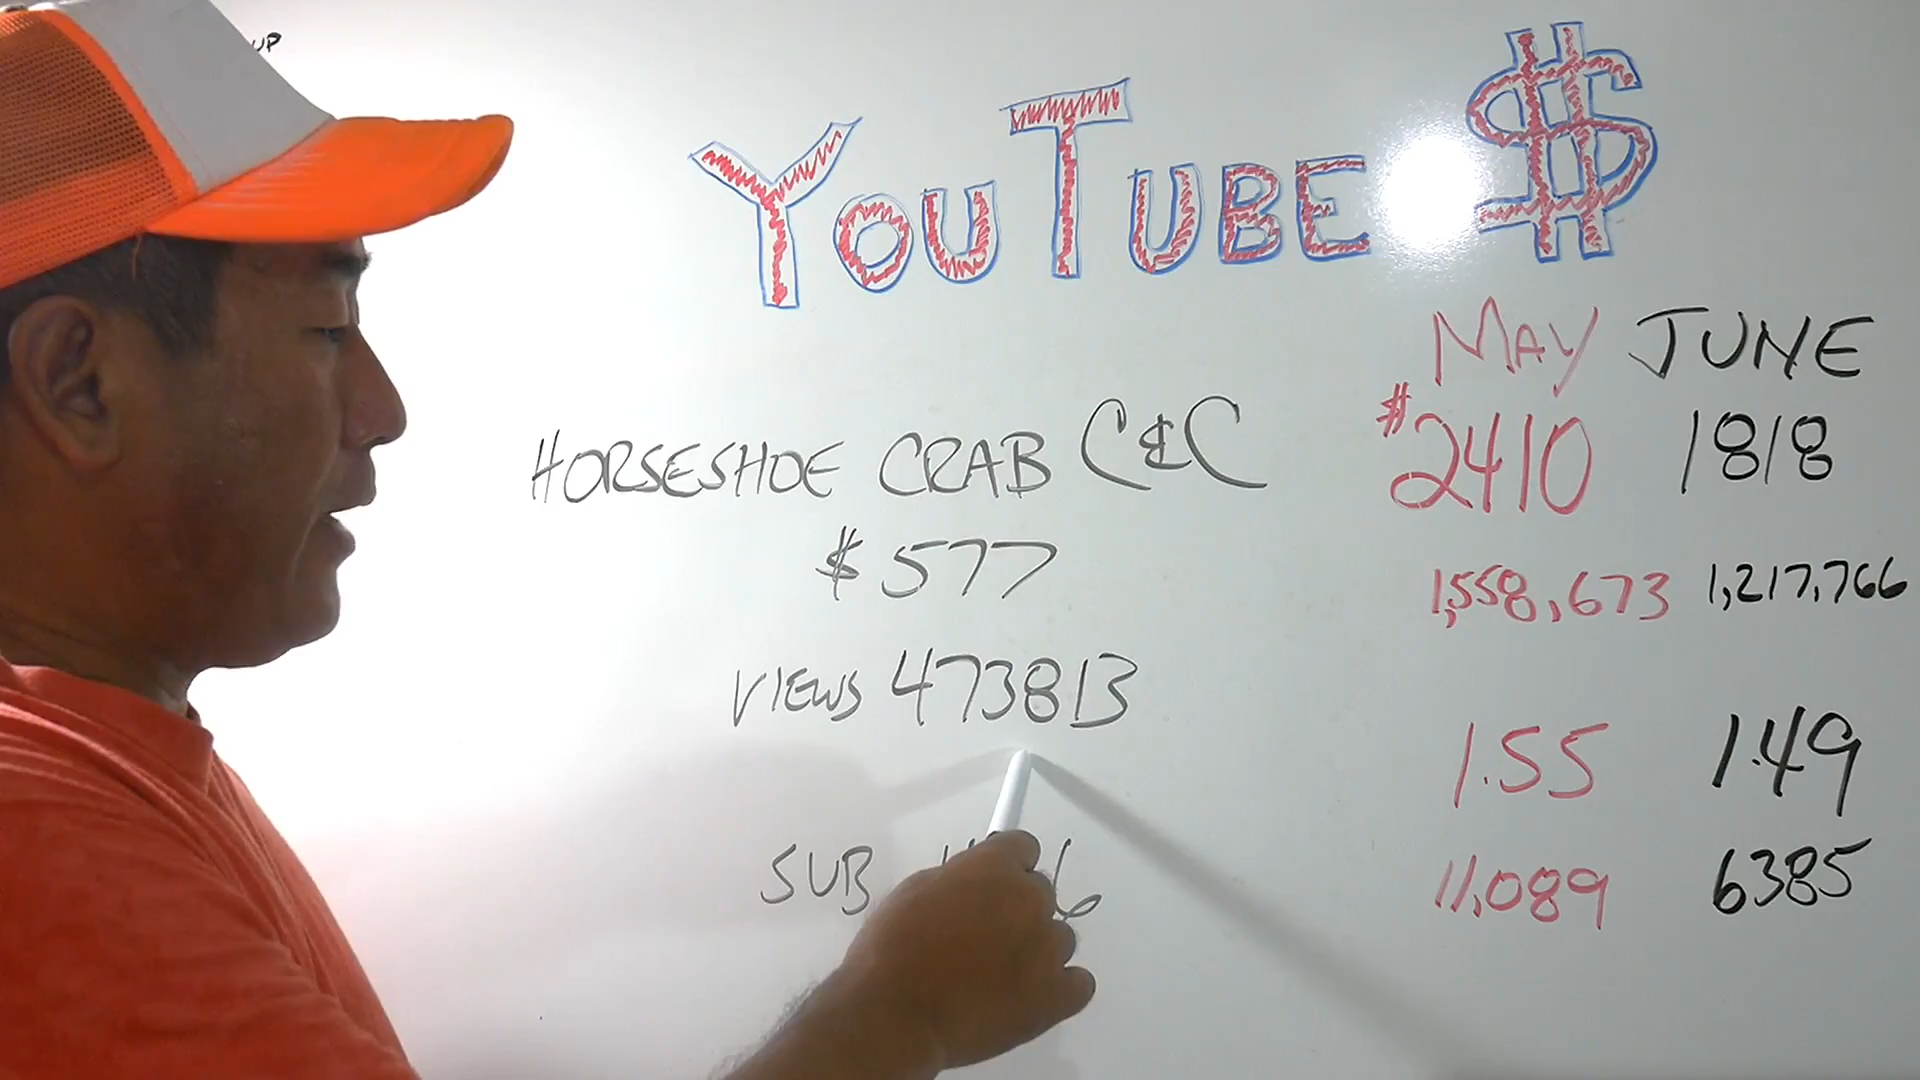 UP
YOUTUBE $
MAY JUNE
$2410 1818
HORSESHOE CRAB C&C
$577
1,558,673 1,217,766
VIEWS 473813
1.55 1.49
SUB
11,089 6385